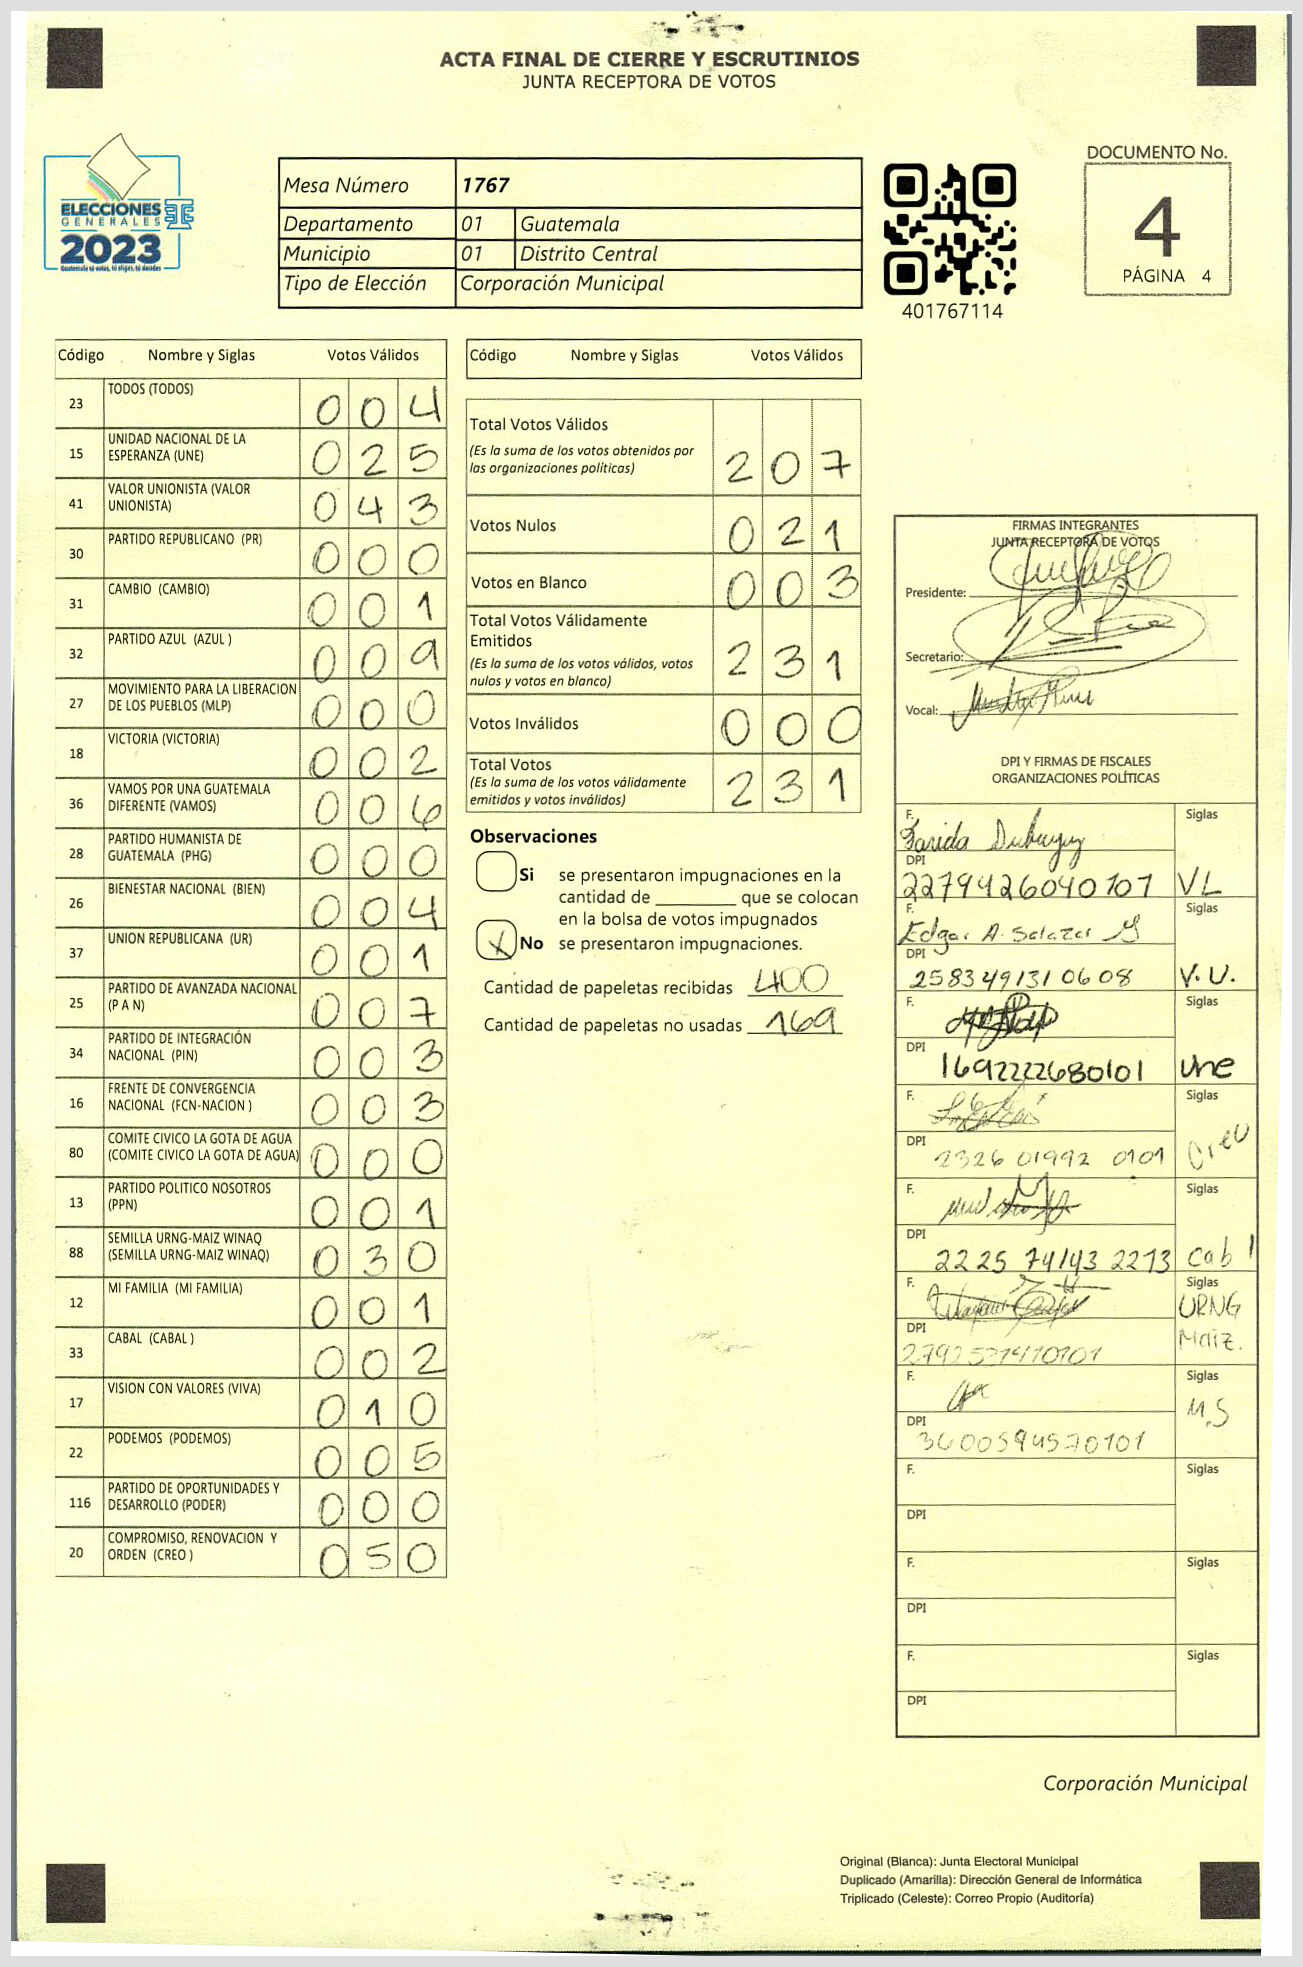 ACTA FINAL DE CIERRE Y ESCRUTINIOS
JUNTA RECEPTORA DE VOTOS
ELECCIONES
GENERALES
2023
Guatemala tú votas, tú eliges, tú decides
Mesa Número 1767
Departamento 01 Guatemala
Municipio 01 Distrito Central
Tipo de Elección Corporación Municipal
401767114
DOCUMENTO No.
4
PÁGINA 4
Código Nombre y Siglas Votos Válidos
23 TODOS (TODOS) 0 0 4
15 UNIDAD NACIONAL DE LA
ESPERANZA (UNE) 0 2 5
41 VALOR UNIONISTA (VALOR
UNIONISTA) 0 4 3
30 PARTIDO REPUBLICANO (PR) 0 0 0
31 CAMBIO (CAMBIO) 0 0 1
32 PARTIDO AZUL (AZUL ) 0 0 9
27 MOVIMIENTO PARA LA LIBERACION
DE LOS PUEBLOS (MLP) 0 0 0
18 VICTORIA (VICTORIA) 0 0 2
36 VAMOS POR UNA GUATEMALA
DIFERENTE (VAMOS) 0 0 6
28 PARTIDO HUMANISTA DE
GUATEMALA (PHG) 0 0 0
26 BIENESTAR NACIONAL (BIEN) 0 0 4
37 UNION REPUBLICANA (UR) 0 0 1
25 PARTIDO DE AVANZADA NACIONAL
(P A N) 0 0 7
34 PARTIDO DE INTEGRACIÓN
NACIONAL (PIN) 0 0 3
16 FRENTE DE CONVERGENCIA
NACIONAL (FCN-NACION ) 0 0 3
80 COMITE CIVICO LA GOTA DE AGUA
(COMITE CIVICO LA GOTA DE AGUA) 0 0 0
13 PARTIDO POLITICO NOSOTROS
(PPN) 0 0 1
88 SEMILLA URNG-MAIZ WINAQ
(SEMILLA URNG-MAIZ WINAQ) 0 3 0
12 MI FAMILIA (MI FAMILIA) 0 0 1
33 CABAL (CABAL ) 0 0 2
17 VISION CON VALORES (VIVA) 0 1 0
22 PODEMOS (PODEMOS) 0 0 5
116 PARTIDO DE OPORTUNIDADES Y
DESARROLLO (PODER) 0 0 0
20 COMPROMISO, RENOVACION Y
ORDEN (CREO ) 0 5 0
Código Nombre y Siglas Votos Válidos
Total Votos Válidos
(Es la suma de los votos obtenidos por
las organizaciones políticas) 2 0 7
Votos Nulos 0 2 1
Votos en Blanco 0 0 3
Total Votos Válidamente
Emitidos
(Es la suma de los votos válidos, votos
nulos y votos en blanco) 2 3 1
Votos Inválidos 0 0 0
Total Votos
(Es la suma de los votos válidamente
emitidos y votos inválidos) 2 3 1
Observaciones
Si se presentaron impugnaciones en la
cantidad de ________ que se colocan
en la bolsa de votos impugnados
X No se presentaron impugnaciones.
Cantidad de papeletas recibidas 400
Cantidad de papeletas no usadas 169
FIRMAS INTEGRANTES
JUNTA RECEPTORA DE VOTOS
Presidente:
Secretario:
Vocal:
DPI Y FIRMAS DE FISCALES
ORGANIZACIONES POLÍTICAS
F. Siglas
Farida
DPI
2279426040101 VL
F. Siglas
Edgar A. Salazar G
DPI
2583491310608 V.U.
F. Siglas
DPI
1692222680101 Une
F. Siglas
DPI
2326 01992 0101 Creo
F. Siglas
DPI
2225 74143 2213 Cabl
F. Siglas
URNG
DPI Maiz.
F. Siglas
M.S
DPI
3600594570101
F. Siglas
DPI
F. Siglas
DPI
F. Siglas
DPI
Corporación Municipal
Original (Blanca): Junta Electoral Municipal
Duplicado (Amarilla): Dirección General de Informática
Triplicado (Celeste): Correo Propio (Auditoría)